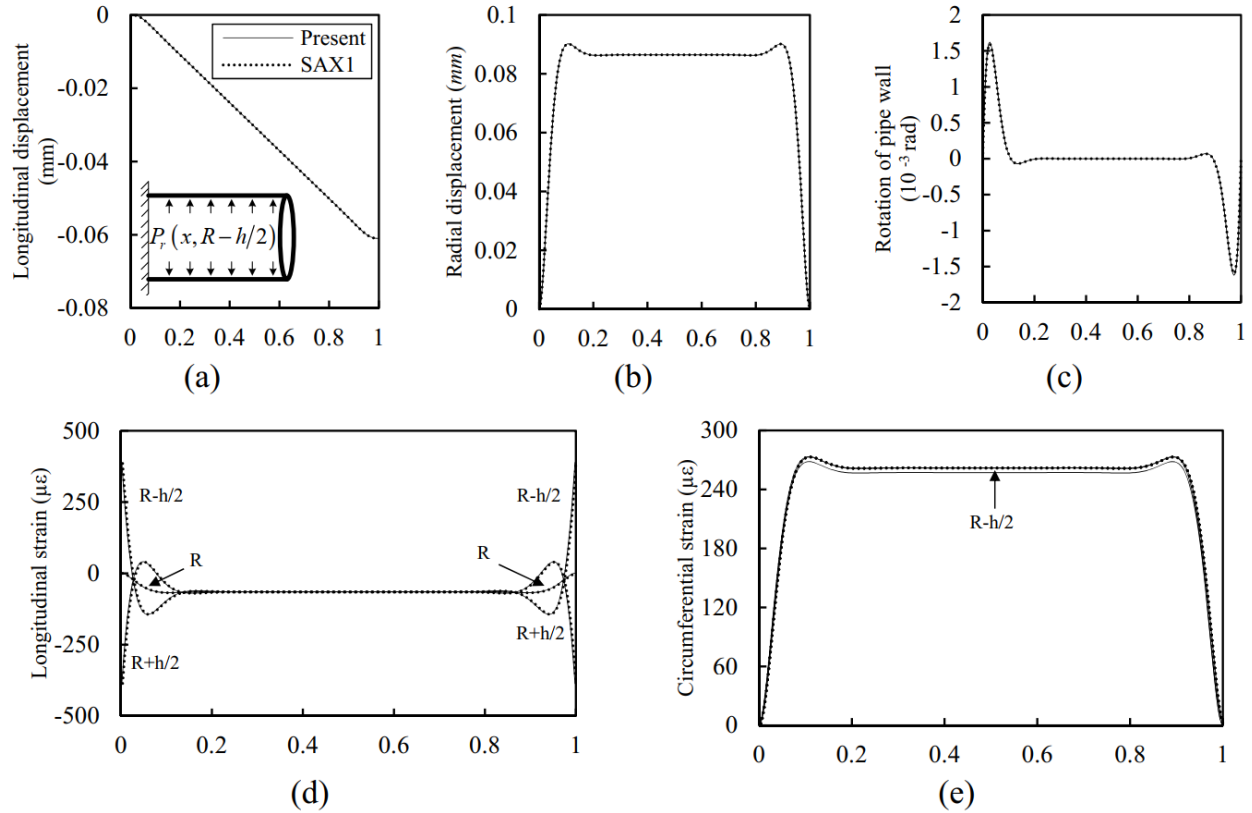 Longitudinal displacement
(mm)
0
-0.02
-0.04
-0.06
-0.08
Present
SAX1
P_r (x, R − h/2)
0 0.2 0.4 0.6 0.8 1
(a)
Radial displacement (mm)
0.1
0.08
0.06
0.04
0.02
0
0 0.2 0.4 0.6 0.8 1
(b)
Rotation of pipe wall
(10 -3 rad)
2
1.5
1
0.5
0
-0.5
-1
-1.5
-2
0 0.2 0.4 0.6 0.8 1
(c)
Longitudinal strain (με)
500
250
0
-250
-500
R-h/2
R
R+h/2
R-h/2
R
R+h/2
0 0.2 0.4 0.6 0.8 1
(d)
Circumferential strain (με)
300
240
180
120
60
0
R-h/2
0 0.2 0.4 0.6 0.8 1
(e)